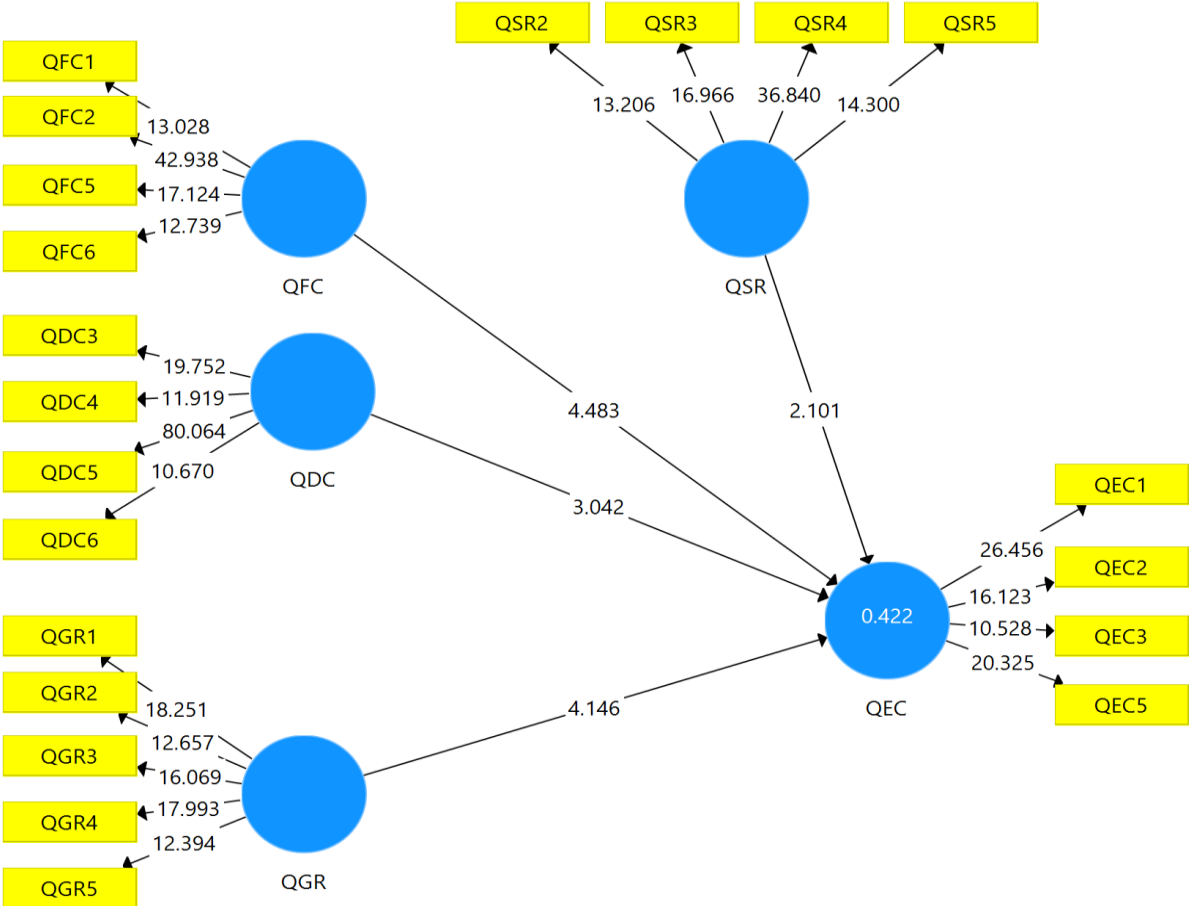 QSR2
QSR3
QSR4
QSR5
13.206
16.966
36.840
14.300
QSR
QFC1
QFC2
QFC5
QFC6
13.028
42.938
17.124
12.739
QFC
QDC3
QDC4
QDC5
QDC6
19.752
11.919
80.064
10.670
QDC
4.483
2.101
3.042
4.146
QGR1
QGR2
QGR3
QGR4
QGR5
18.251
12.657
16.069
17.993
12.394
QGR
0.422
QEC
26.456
16.123
10.528
20.325
QEC1
QEC2
QEC3
QEC5